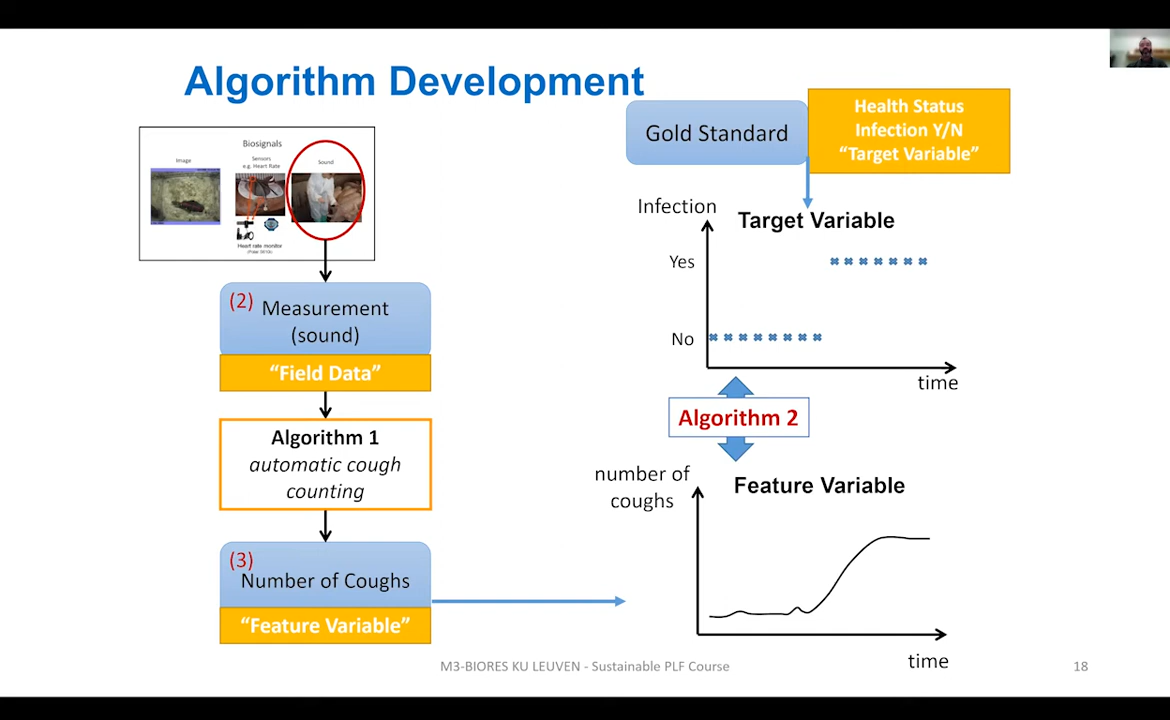 Algorithm Development
Image
Biosignals
Sensors
e.g. Heart Rate
Sound
Heart rate monitor
(2)
Measurement
(sound)
“Field Data”
Algorithm 1
automatic cough
counting
(3)
Number of Coughs
“Feature Variable”
Gold Standard
Health Status
Infection Y/N
“Target Variable”
Infection
Target Variable
Yes
No
time
Algorithm 2
number of
coughs
Feature Variable
time
M3-BIORES KU LEUVEN - Sustainable PLF Course
18